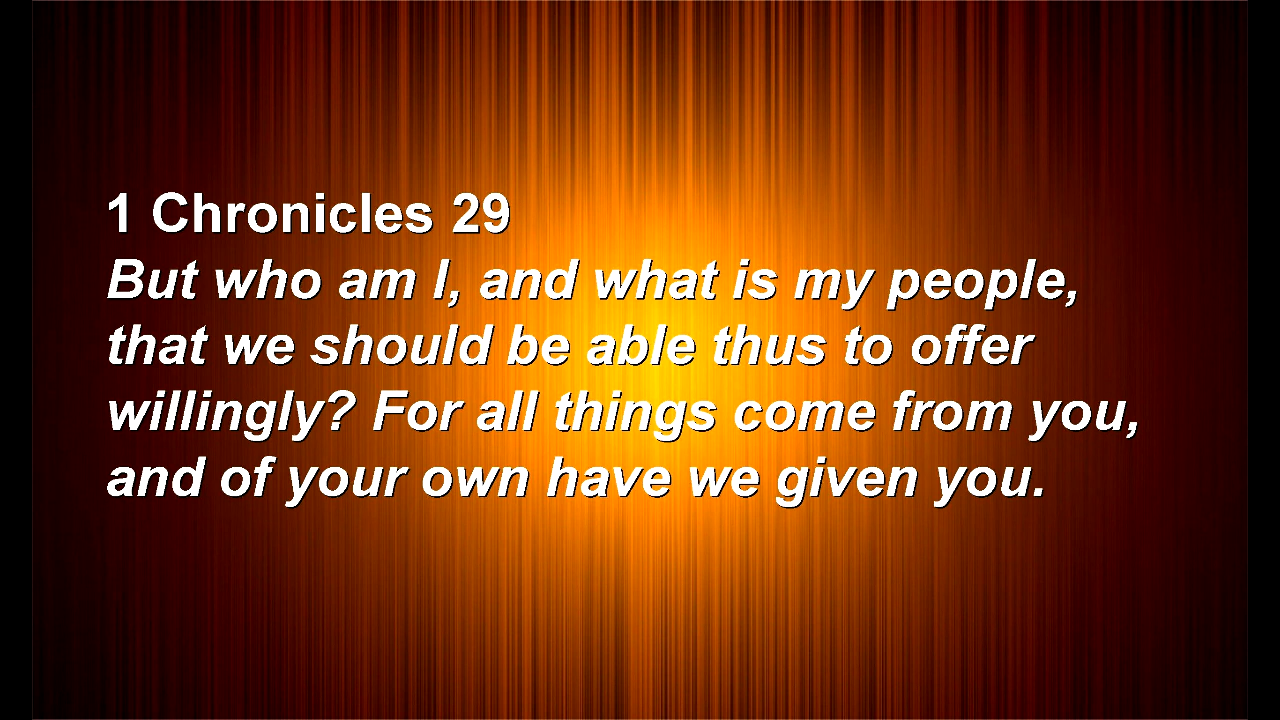 1 Chronicles 29
But who am I, and what is my people,
that we should be able thus to offer
willingly? For all things come from you,
and of your own have we given you.